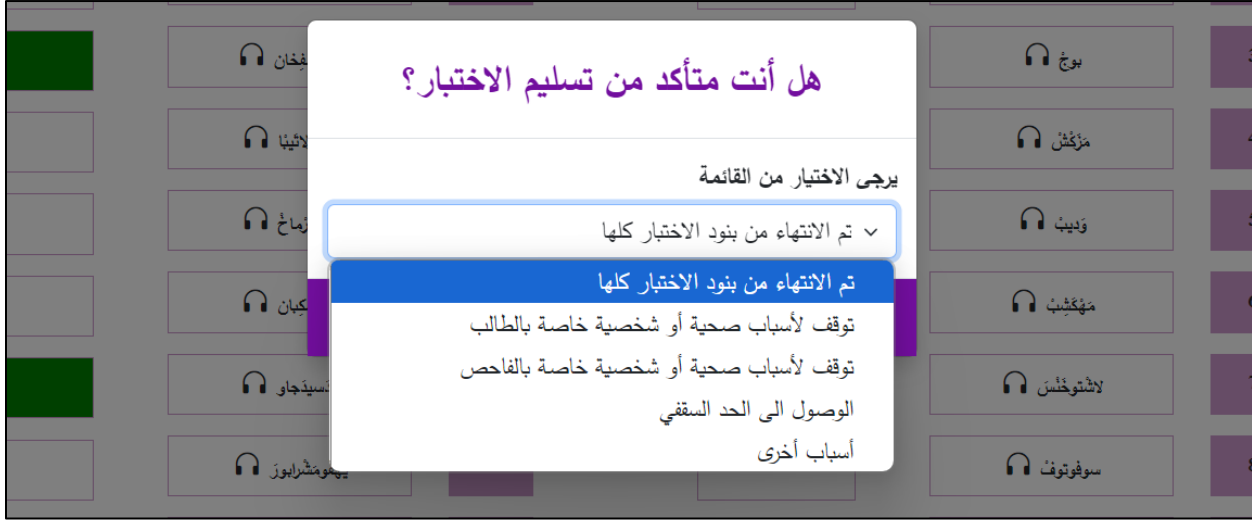 هل أنت متأكد من تسليم الاختبار؟
يرجى الاختيار من القائمة
تم الانتهاء من بنود الاختبار كلها
تم الانتهاء من بنود الاختبار كلها
توقف لأسباب صحية أو شخصية خاصة بالطالب
توقف لأسباب صحية أو شخصية خاصة بالفاحص
الوصول الى الحد السقفي
أسباب أخرى
بوجْ
مَرَكْشْ
وَديبْ
مَهْكَشِبْ
لاشْتوخَنْسَ
سوفوتوفْ